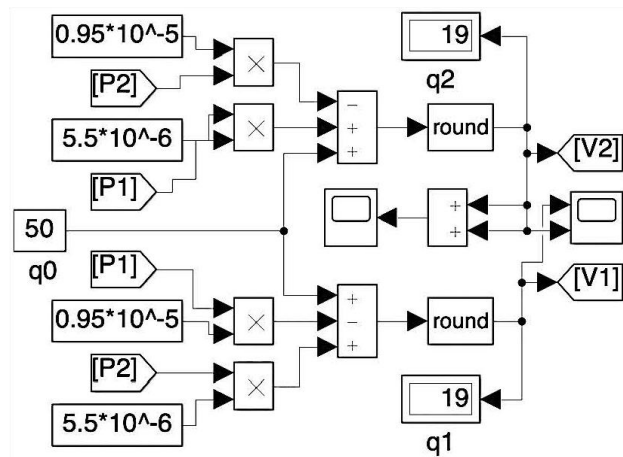 0.95*10^-5
[P2]
×
19
q2
5.5*10^-6
×
−
+
+
round
[V2]
[P1]
50
q0
÷
÷
[P1]
0.95*10^-5
×
+
−
+
round
[V1]
[P2]
×
5.5*10^-6
19
q1